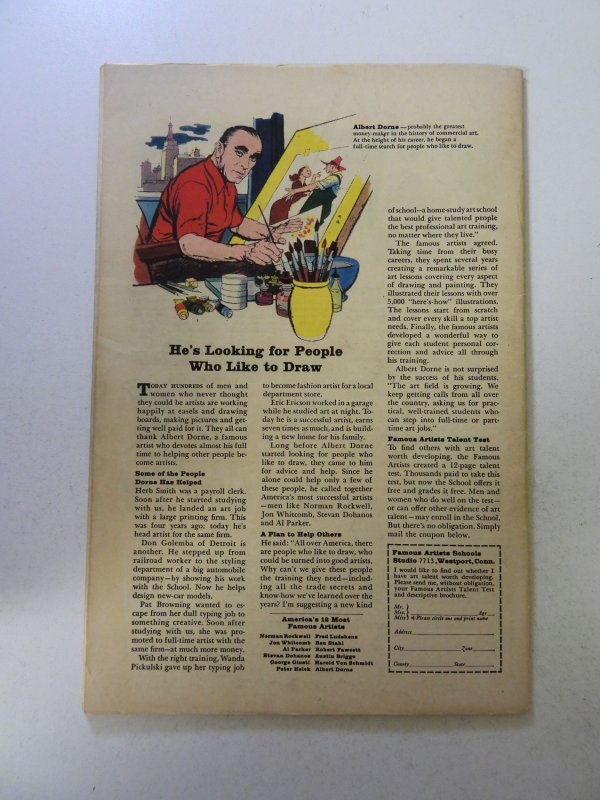 Albert Dorne — probably the greatest
money-maker in the history of commercial art.
At the height of his career, he began a
full-time search for people who like to draw.
He's Looking for People
Who Like to Draw
TODAY HUNDREDS of men and
women who never thought
they could be artists are working
happily at easels and drawing
boards, making pictures and get-
ting well paid for it. They all can
thank Albert Dorne, a famous
artist who devotes almost his full
time to helping other people be-
come artists.
Some of the People
Dorne Has Helped
Herb Smith was a payroll clerk.
Soon after he started studying
with us, he landed an art job
with a large printing firm. This
was four years ago: today he's
head artist for the same firm.
Don Golemba of Detroit is
another. He stepped up from
railroad worker to the styling
department of a big automobile
company—by showing his work
with the School. Now he helps
design new-car models.
Pat Browning wanted to es-
cape from her dull typing job to
something creative. Soon after
studying with us, she was pro-
moted to full-time artist with the
same firm—at much more money.
With the right training, Wanda
Pickulski gave up her typing job
to become fashion artist for a local
department store.
Eric Ericson worked in a garage
while he studied art at night. To-
day he is a successful artist, earns
seven times as much, and is build-
ing a new home for his family.
Long before Albert Dorne
started looking for people who
like to draw, they came to him
for advice and help. Since he
alone could help only a few of
these people, he called together
America's most successful artists
—men like Norman Rockwell,
Jon Whitcomb, Stevan Dohanos
and Al Parker.
A Plan to Help Others
He said: "All over America, there
are people who like to draw, who
could be turned into good artists.
Why can't we give these people
the training they need—includ-
ing all the trade secrets and
know-how we've learned over the
years? I'm suggesting a new kind
America's 12 Most
Famous Artists
Norman Rockwell Fred Ludekens
Jon Whitcomb Ben Stahl
Al Parker Robert Fawcett
Stevan Dohanos Austin Briggs
George Giusti Harold Von Schmidt
Peter Helck Albert Dorne
of school—a home-study art school
that would give talented people
the best professional art training,
no matter where they live."
The famous artists agreed.
Taking time from their busy
careers, they spent several years
creating a remarkable series of
art lessons covering every aspect
of drawing and painting. They
illustrated their lessons with over
5,000 "here's-how" illustrations.
The lessons start from scratch
and cover every skill a top artist
needs. Finally, the famous artists
developed a wonderful way to
give each student personal cor-
rection and advice all through
his training.
Albert Dorne is not surprised
by the success of his students.
"The art field is growing. We
keep getting calls from all over
the country, asking us for prac-
tical, well-trained students who
can step into full-time or part-
time art jobs."
Famous Artists Talent Test
To find others with art talent
worth developing, the Famous
Artists created a 12-page talent
test. Thousands paid to take this
test, but now the School offers it
free and grades it free. Men and
women who do well on the test—
or can offer other evidence of art
talent—may enroll in the School.
But there's no obligation. Simply
mail the coupon below.
Famous Artists Schools
Studio 7713, Westport, Conn.
I would like to find out whether I
have art talent worth developing.
Please send me, without obligation,
your Famous Artists Talent Test
and descriptive brochure.
Mr.
Mrs. Age
Miss Please circle one and print name
Address
City Zone
County State